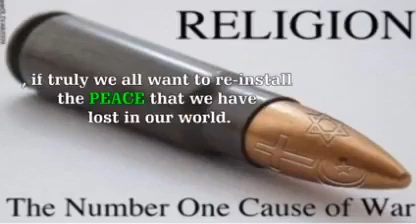 RELIGION
, if truly we all want to re-install
the PEACE that we have
lost in our world.
The Number One Cause of War